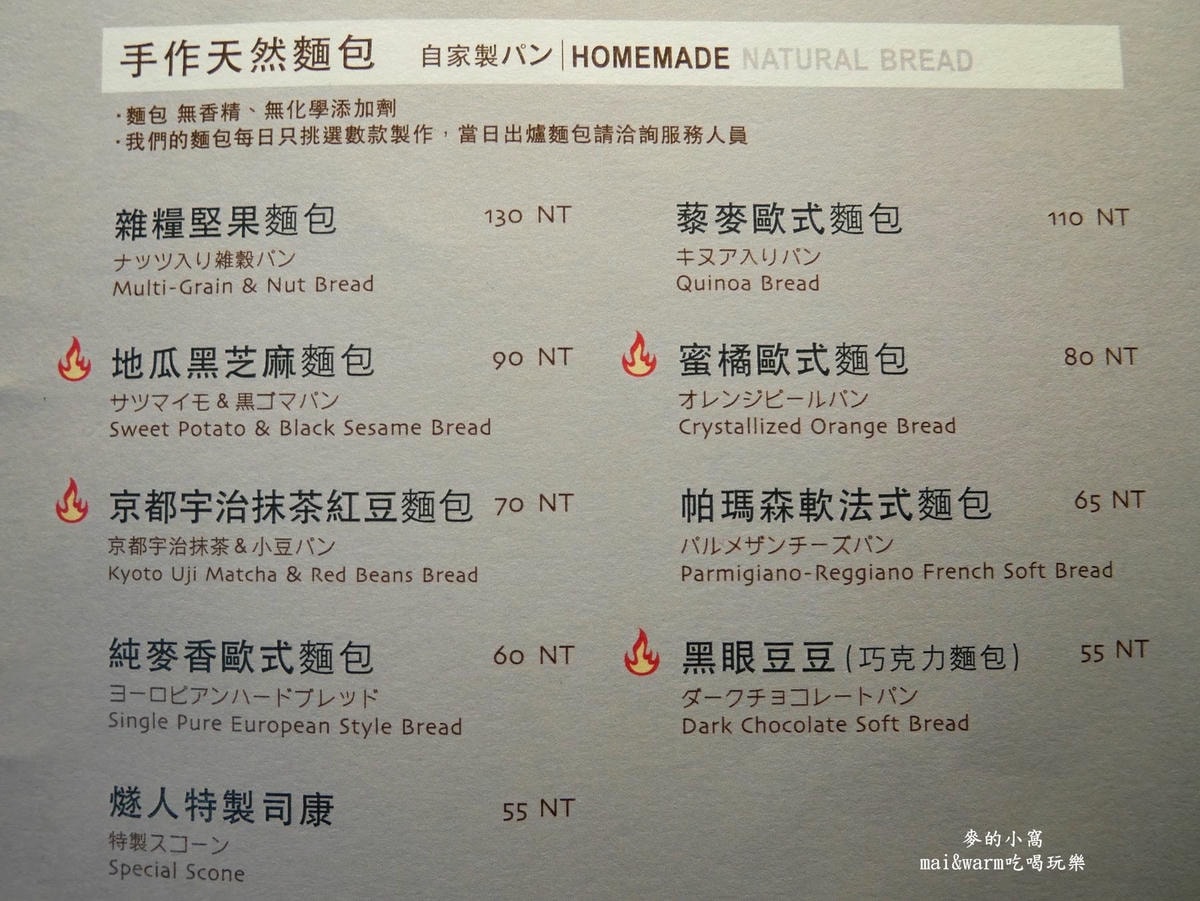 手作天然麵包 自家製パン|HOMEMADE NATURAL BREAD
·麵包 無香精、無化學添加劑
·我們的麵包每日只挑選數款製作，當日出爐麵包請洽詢服務人員
雜糧堅果麵包 130 NT
ナッツ入り雑穀パン
Multi-Grain & Nut Bread
藜麥歐式麵包 110 NT
キヌア入りパン
Quinoa Bread
地瓜黑芝麻麵包 90 NT
サツマイモ&黒ゴマパン
Sweet Potato & Black Sesame Bread
蜜橘歐式麵包 80 NT
オレンジピールパン
Crystallized Orange Bread
京都宇治抹茶紅豆麵包 70 NT
京都宇治抹茶&小豆パン
Kyoto Uji Matcha & Red Beans Bread
帕瑪森軟法式麵包 65 NT
パルメザンチーズパン
Parmigiano-Reggiano French Soft Bread
純麥香歐式麵包 60 NT
ヨーロピアンハードブレッド
Single Pure European Style Bread
黑眼豆豆(巧克力麵包) 55 NT
ダークチョコレートパン
Dark Chocolate Soft Bread
燧人特製司康 55 NT
特製スコーン
Special Scone
麥的小窩
mai&warm吃喝玩樂